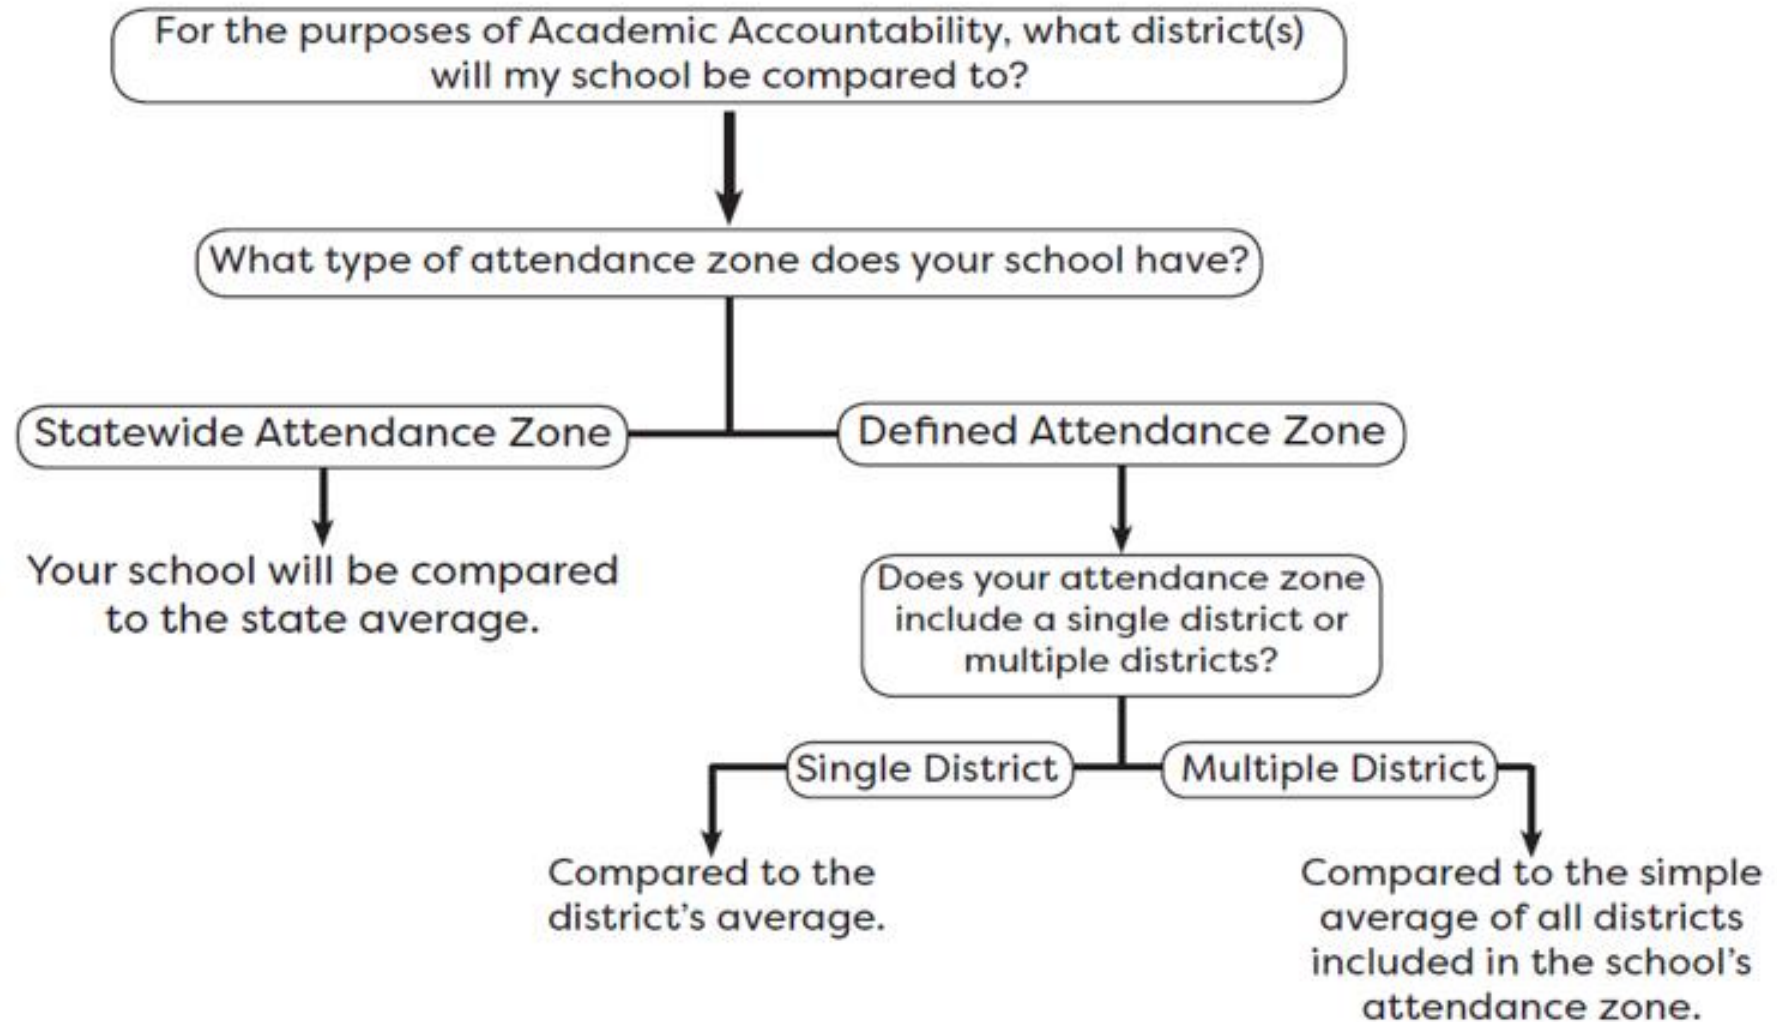 For the purposes of Academic Accountability, what district(s)
will my school be compared to?
What type of attendance zone does your school have?
Statewide Attendance Zone
Defined Attendance Zone
Your school will be compared
to the state average.
Does your attendance zone
include a single district or
multiple districts?
Single District
Multiple District
Compared to the
district's average.
Compared to the simple
average of all districts
included in the school's
attendance zone.